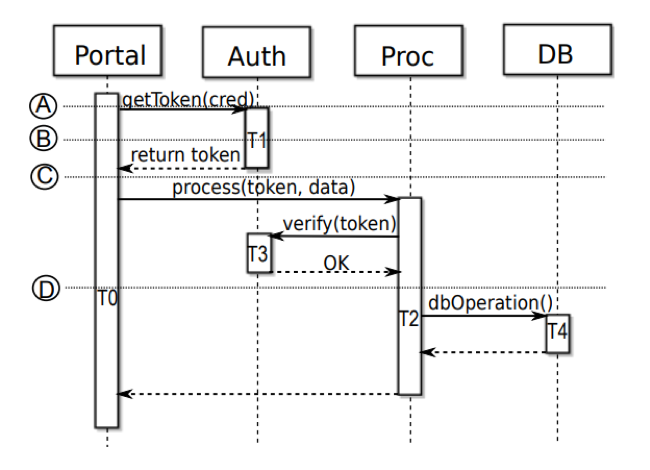 Portal Auth Proc DB
A getToken(cred)
B T1
return token
C
process(token, data)
verify(token)
T3
OK
D
T0 dbOperation()
T2 T4